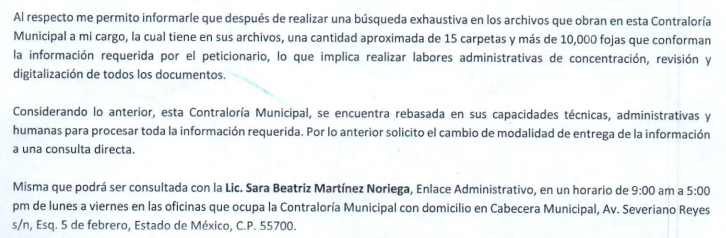 Al respecto me permito informarle que después de realizar una búsqueda exhaustiva en los archivos que obran en esta Contraloría
Municipal a mi cargo, la cual tiene en sus archivos, una cantidad aproximada de 15 carpetas y más de 10,000 fojas que conforman
la información requerida por el peticionario, lo que implica realizar labores administrativas de concentración, revisión y
digitalización de todos los documentos.
Considerando lo anterior, esta Contraloría Municipal, se encuentra rebasada en sus capacidades técnicas, administrativas y
humanas para procesar toda la información requerida. Por lo anterior solicito el cambio de modalidad de entrega de la información
a una consulta directa.
Misma que podrá ser consultada con la Lic. Sara Beatriz Martínez Noriega, Enlace Administrativo, en un horario de 9:00 am a 5:00
pm de lunes a viernes en las oficinas que ocupa la Contraloría Municipal con domicilio en Cabecera Municipal, Av. Severiano Reyes
s/n, Esq. 5 de febrero, Estado de México, C.P. 55700.